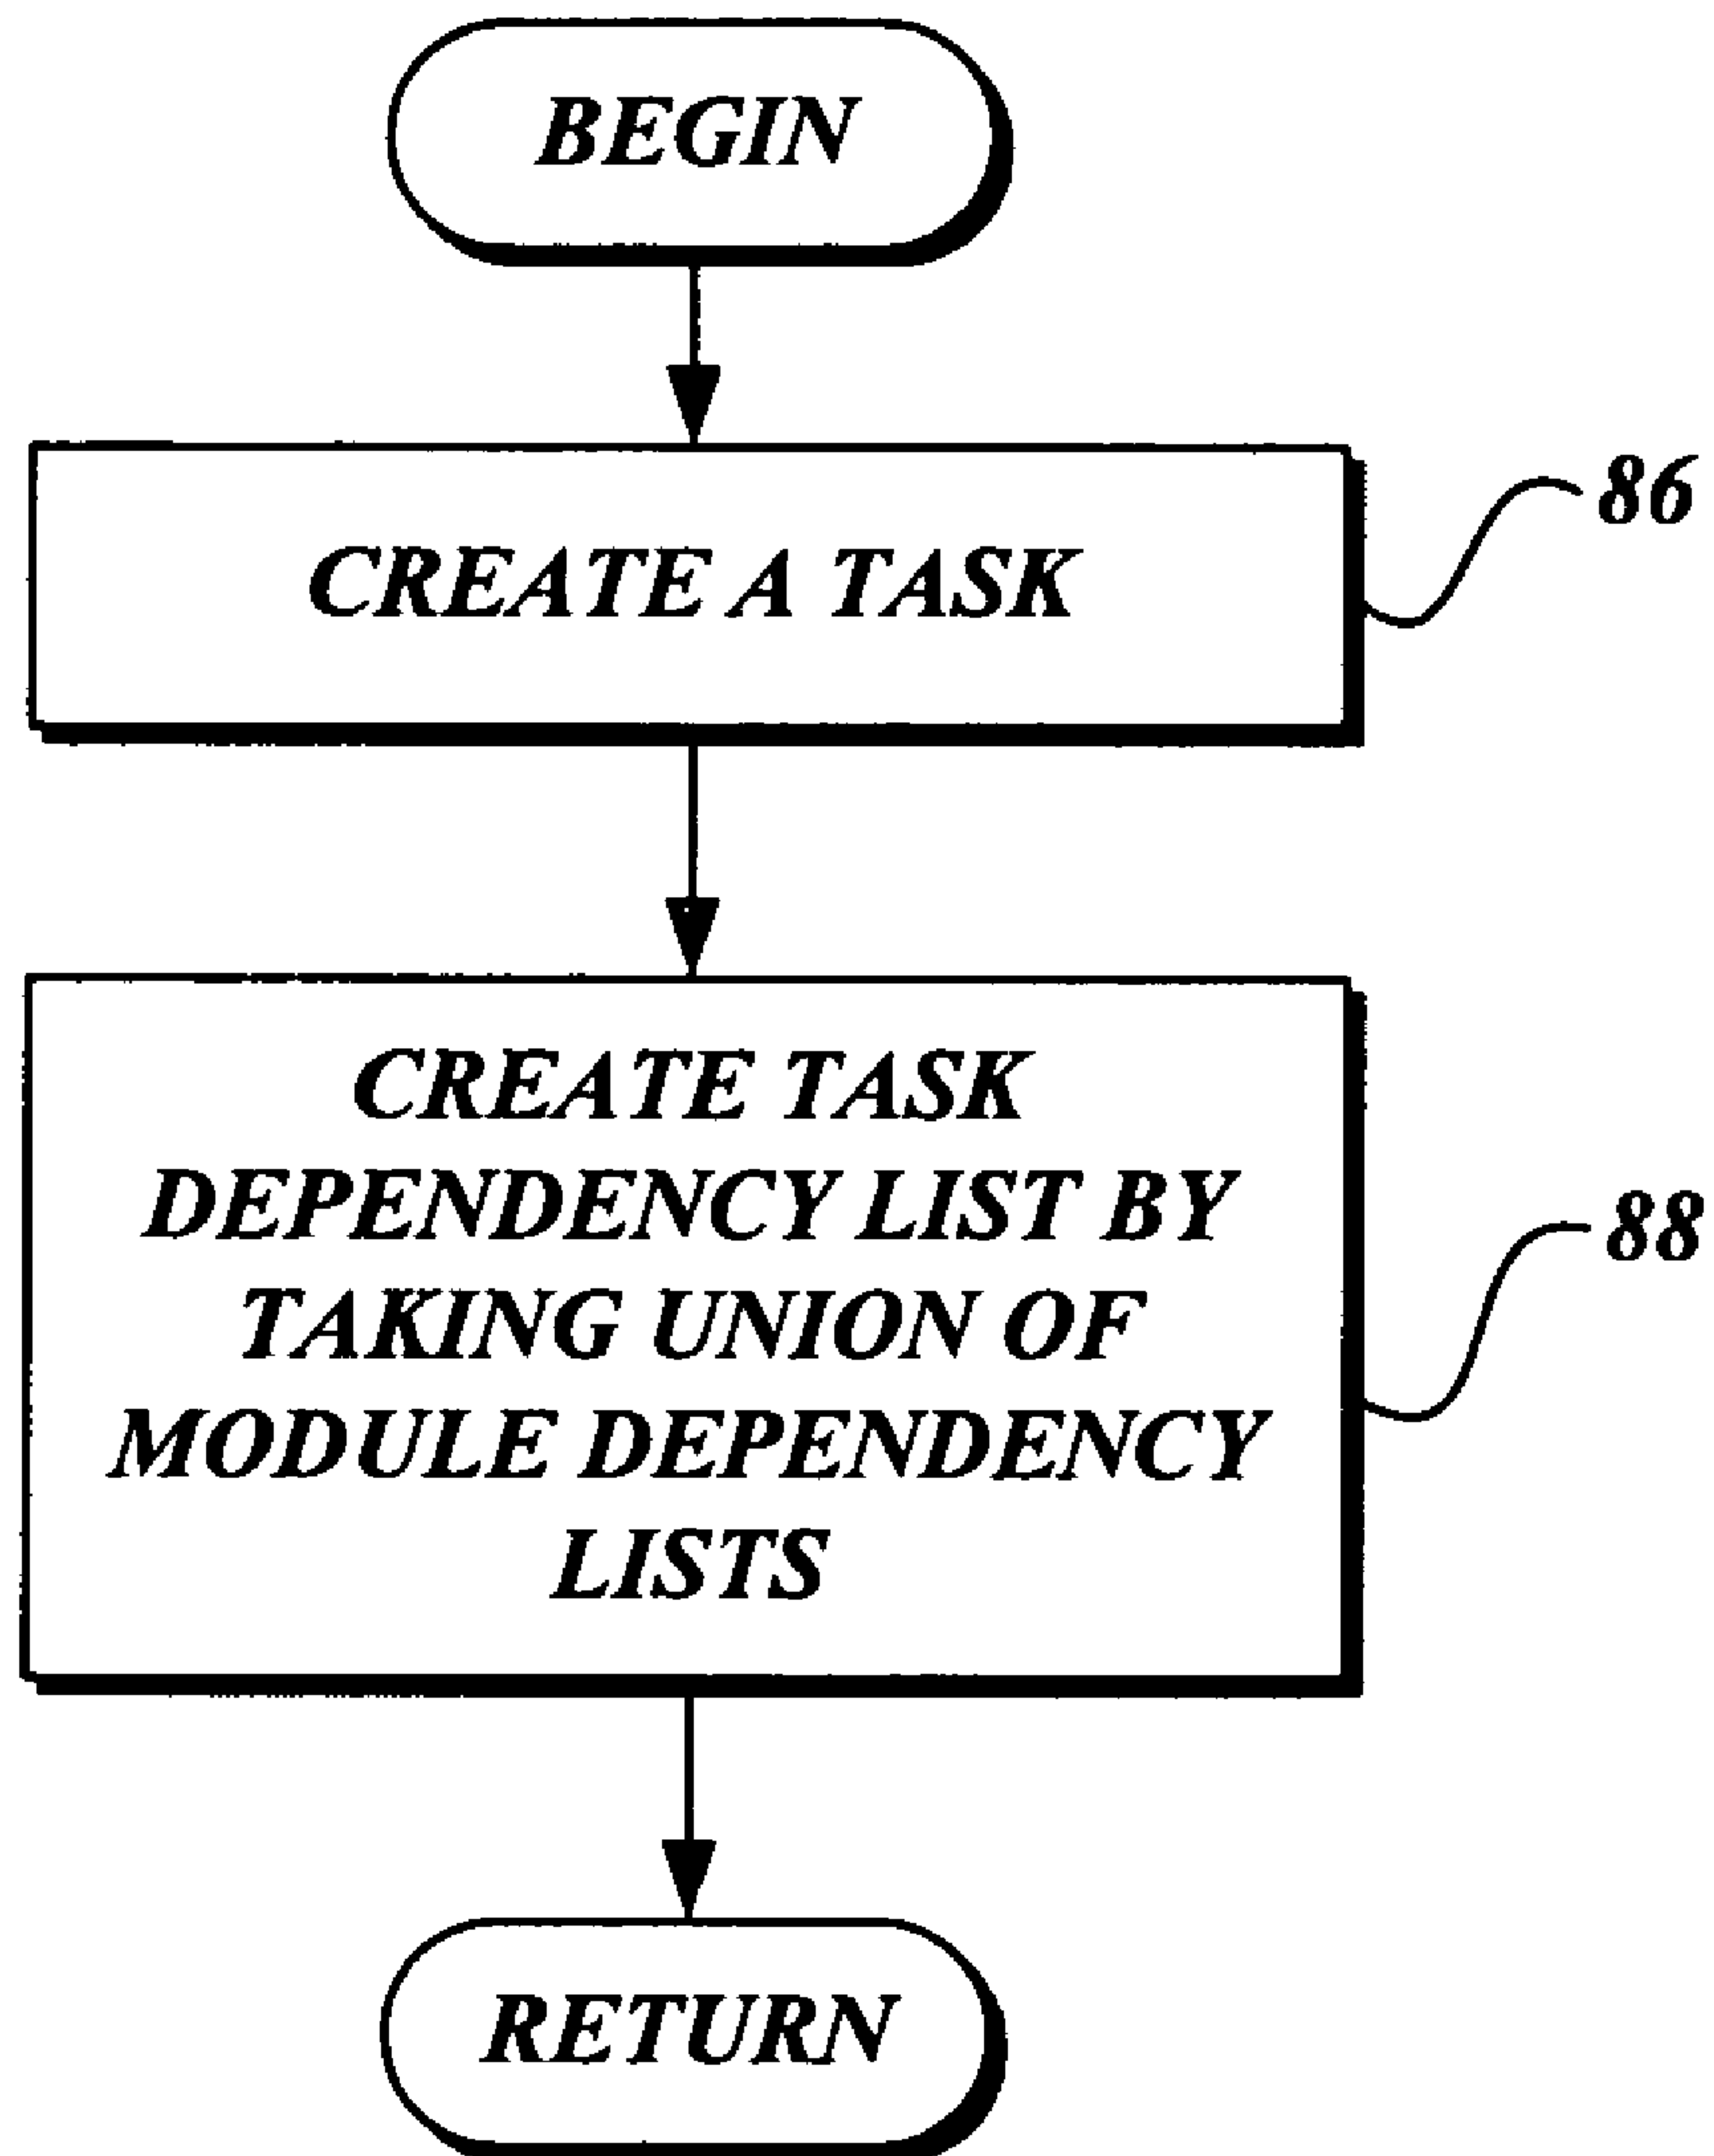 BEGIN
CREATE A TASK
86
CREATE TASK
DEPENDENCY LIST BY
TAKING UNION OF
MODULE DEPENDENCY
LISTS
88
RETURN